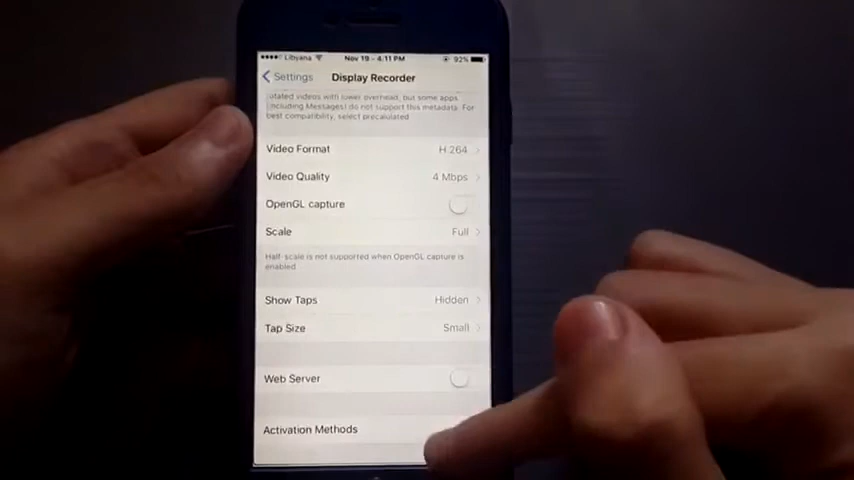 Libyana Nov 19 – 4:11 PM 92%
Settings Display Recorder
otated videos with lower overhead, but some apps
(including Messages) do not support this metadata. For
best compatibility, select precalculated
Video Format H.264
Video Quality 4 Mbps
OpenGL capture
Scale Full
Half-scale is not supported when OpenGL capture is
enabled
Show Taps Hidden
Tap Size Small
Web Server
Activation Methods